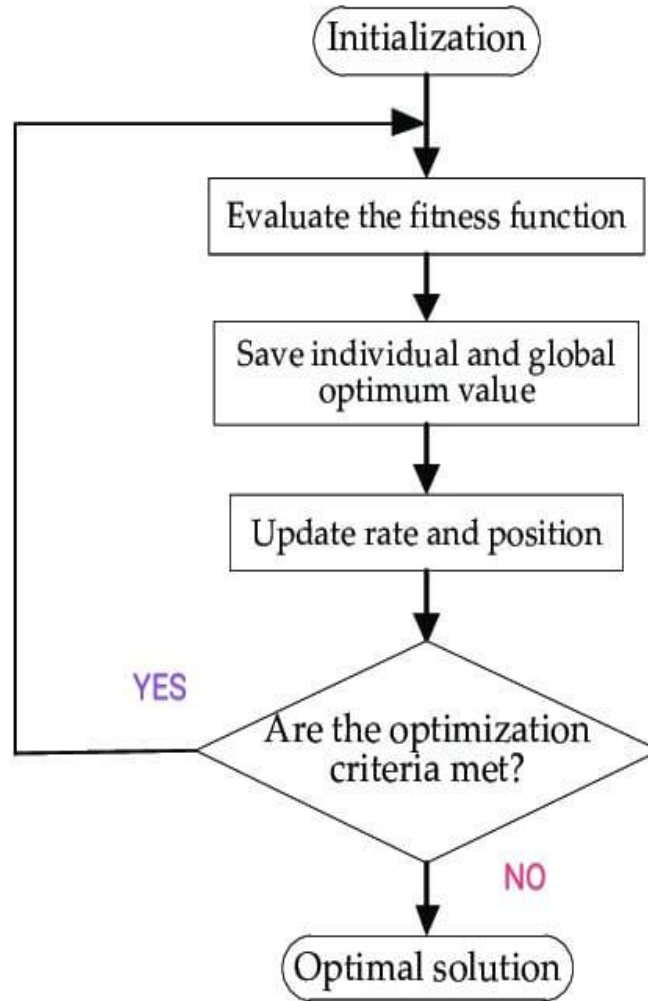 Initialization
Evaluate the fitness function
Save individual and global
optimum value
Update rate and position
YES
Are the optimization
criteria met?
NO
Optimal solution